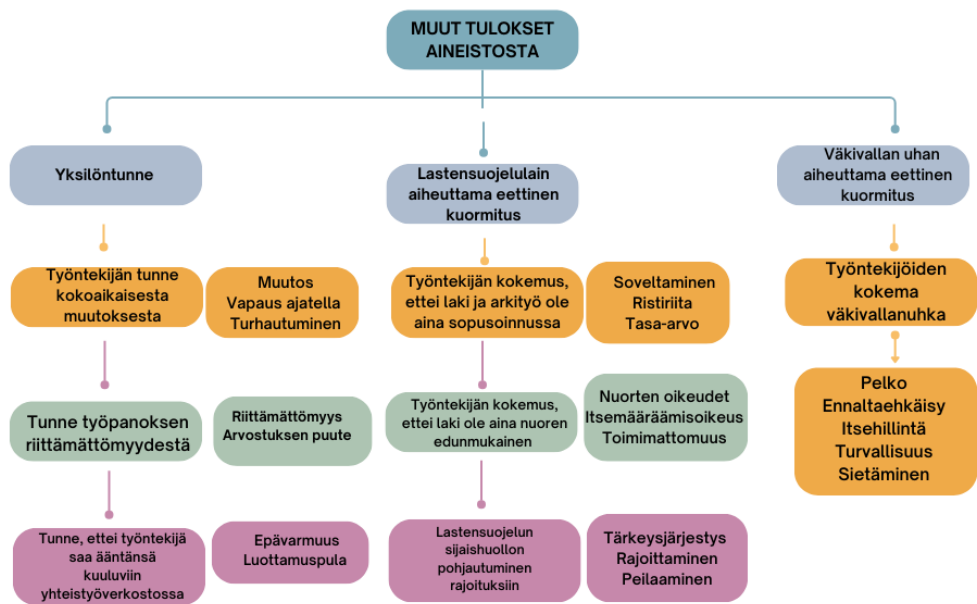 MUUT TULOKSET
AINEISTOSTA
Yksilöntunne
Lastensuojelulain
aiheuttama eettinen
kuormitus
Väkivallan uhan
aiheuttama eettinen
kuormitus
Työntekijän tunne
kokoaikaisesta
muutoksesta
Muutos
Vapaus ajatella
Turhautuminen
Työntekijän kokemus,
ettei laki ja arkityö ole
aina sopusoinnussa
Soveltaminen
Ristiriita
Tasa-arvo
Työntekijöiden
kokema
väkivallanuhka
Tunne työpanoksen
riittämättömyydestä
Riittämättömyys
Arvostuksen puute
Työntekijän kokemus,
ettei laki ole aina nuoren
edunmukainen
Nuorten oikeudet
Itsemääräämisoikeus
Toimimattomuus
Pelko
Ennaltaehkäisy
Itsehillintä
Turvallisuus
Sietäminen
Tunne, ettei työntekijä
saa ääntänsä
kuuluviin
yhteistyöverkostossa
Epävarmuus
Luottamuspula
Lastensuojelun
sijaishuollon
pohjautuminen
rajoituksiin
Tärkeysjärjestys
Rajoittaminen
Peilaaminen